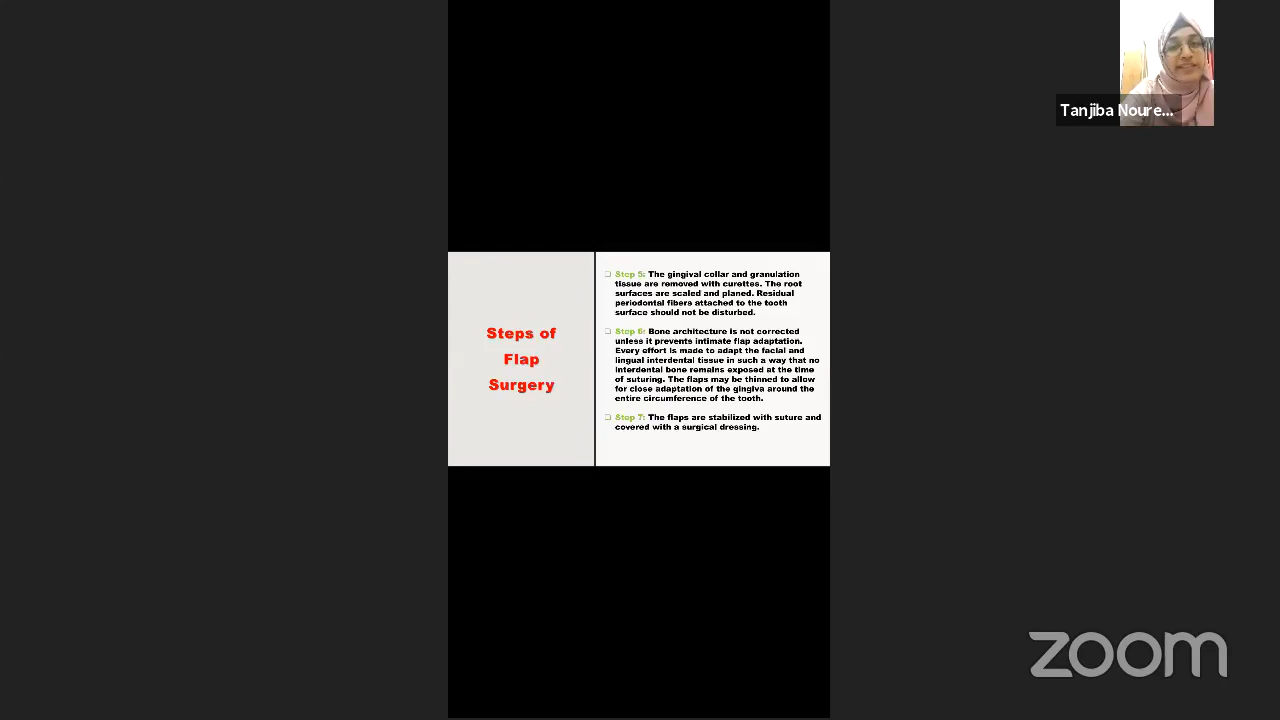 Tanjiba Noure...
Steps of
Flap
Surgery
Step 5: The gingival collar and granulation
tissue are removed with curettes. The root
surfaces are scaled and planed. Residual
periodontal fibers attached to the tooth
surface should not be disturbed.
Step 6: Bone architecture is not corrected
unless it prevents intimate flap adaptation.
Every effort is made to adapt the facial and
lingual interdental tissue in such a way that no
interdental bone remains exposed at the time
of suturing. The flaps may be thinned to allow
for close adaptation of the gingiva around the
entire circumference of the tooth.
Step 7: The flaps are stabilized with suture and
covered with a surgical dressing.
zoom